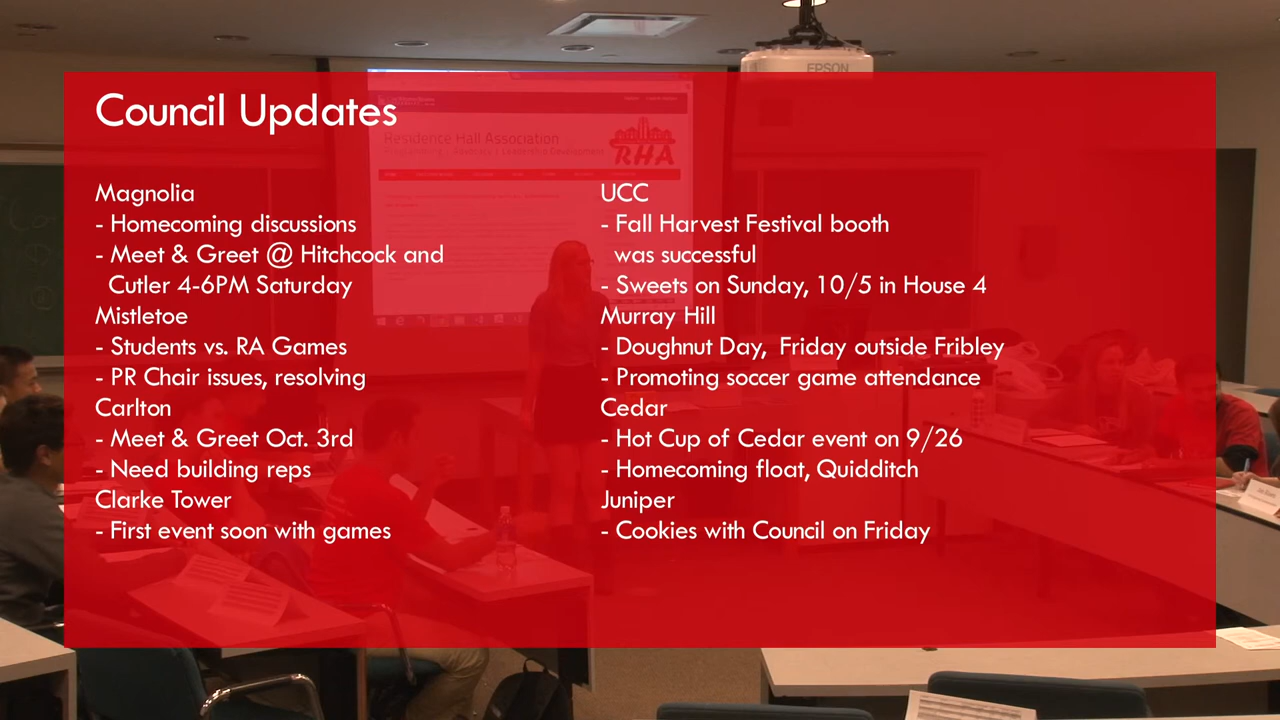 Council Updates
Magnolia
- Homecoming discussions
- Meet & Greet @ Hitchcock and
Cutler 4-6PM Saturday
Mistletoe
- Students vs. RA Games
- PR Chair issues, resolving
Carlton
- Meet & Greet Oct. 3rd
- Need building reps
Clarke Tower
- First event soon with games
UCC
- Fall Harvest Festival booth
was successful
- Sweets on Sunday, 10/5 in House 4
Murray Hill
- Doughnut Day, Friday outside Fribley
- Promoting soccer game attendance
Cedar
- Hot Cup of Cedar event on 9/26
- Homecoming float, Quidditch
Juniper
- Cookies with Council on Friday
EPSON
Residence Hall Association
RHA